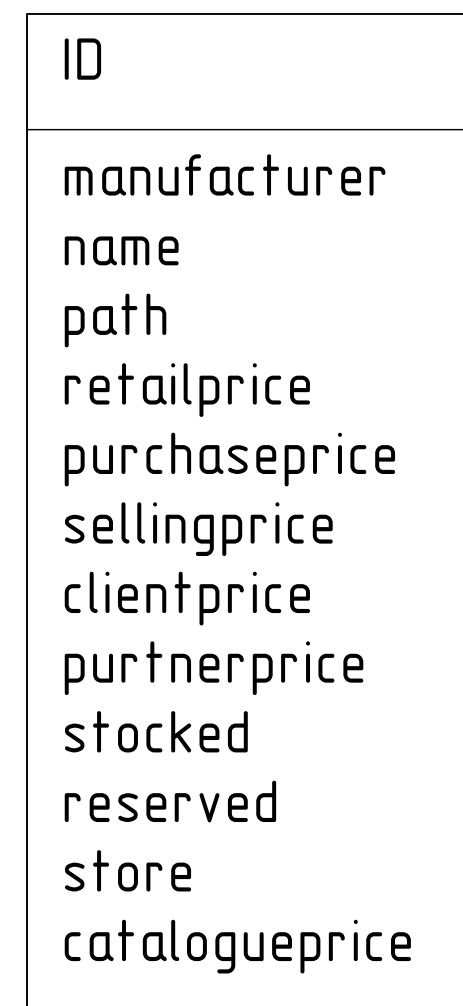 ID
manufacturer
name
path
retailprice
purchaseprice
sellingprice
clientprice
purtnerprice
stocked
reserved
store
catalogueprice